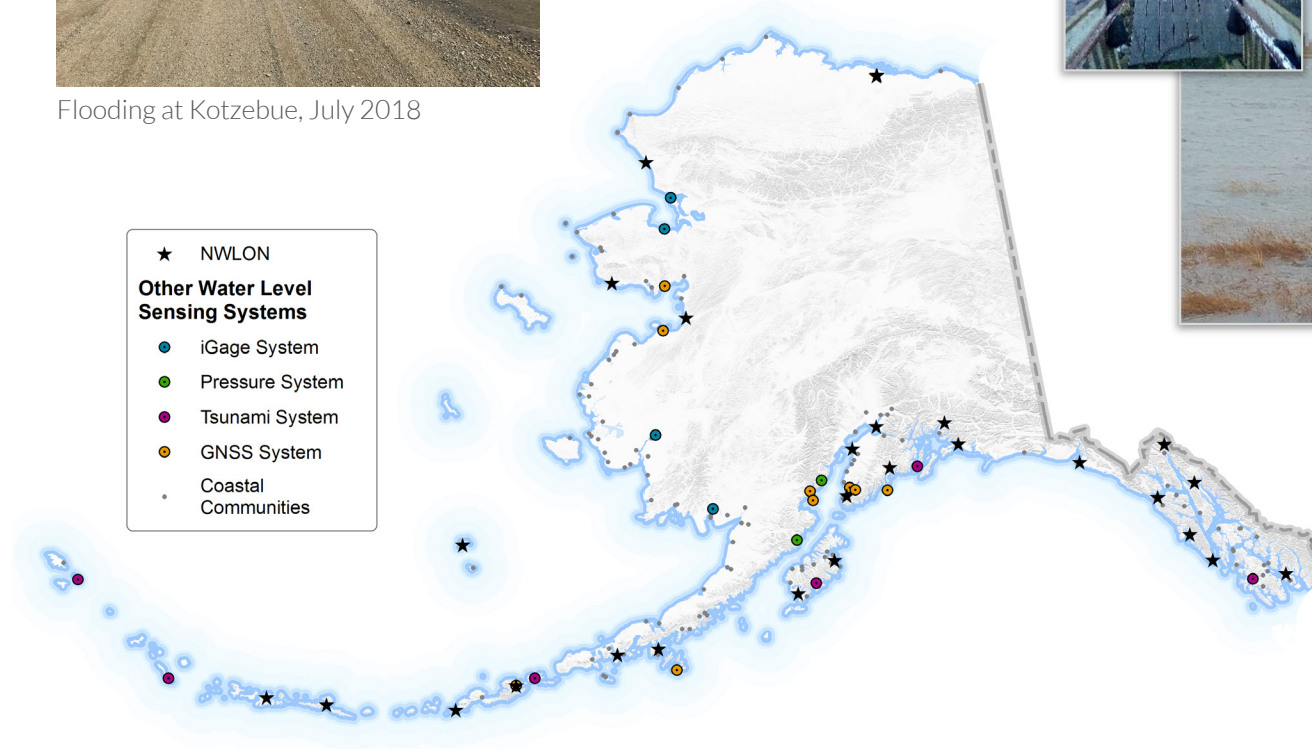 Flooding at Kotzebue, July 2018
NWLON
Other Water Level
Sensing Systems
iGage System
Pressure System
Tsunami System
GNSS System
Coastal
Communities